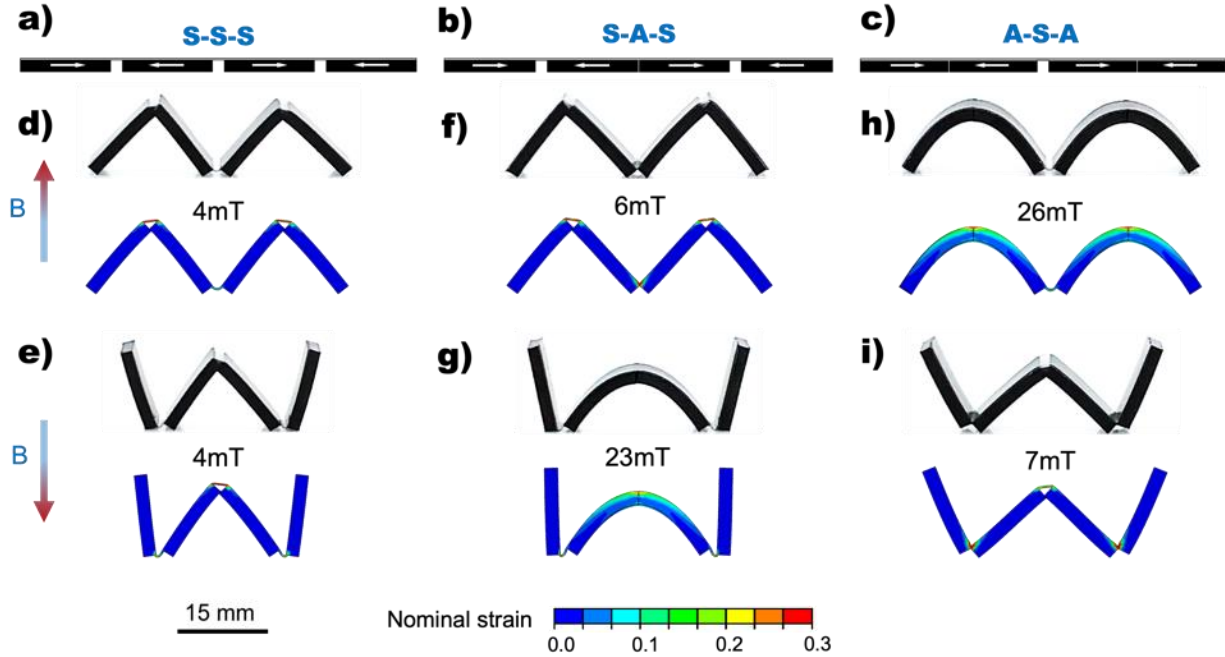 a)
S-S-S
b)
S-A-S
c)
A-S-A
d)
f)
h)
B
4mT
6mT
26mT
e)
g)
i)
B
4mT
23mT
7mT
15 mm
Nominal strain
0.0 0.1 0.2 0.3